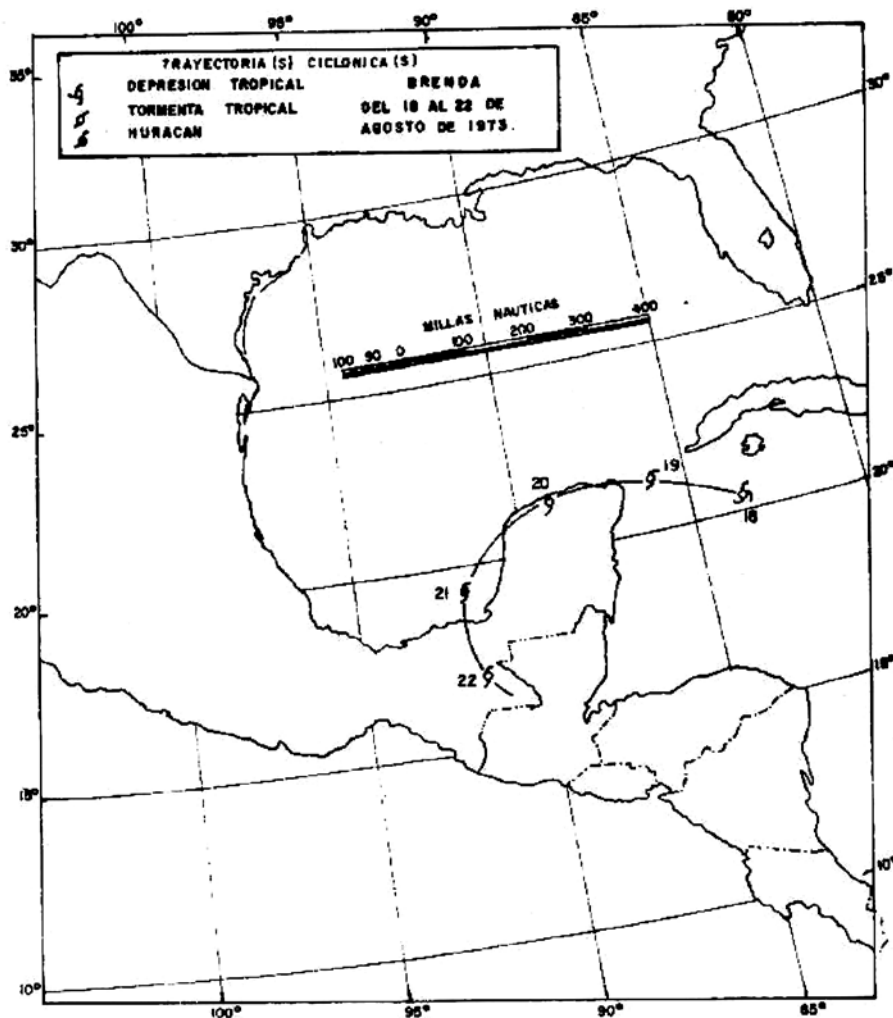 100° 95° 90° 85° 80°
TRAYECTORIA (S) CICLONICA (S)
DEPRESION TROPICAL BRENDA
TORMENTA TROPICAL DEL 18 AL 22 DE
HURACAN AGOSTO DE 1973.
35°
30°
30°
25°
MILLAS NAUTICAS
100 50 0 100 200 300 400
25°
20°
20
19
18
21
20°
22
15°
15°
10°
10°
100° 95° 90° 85°